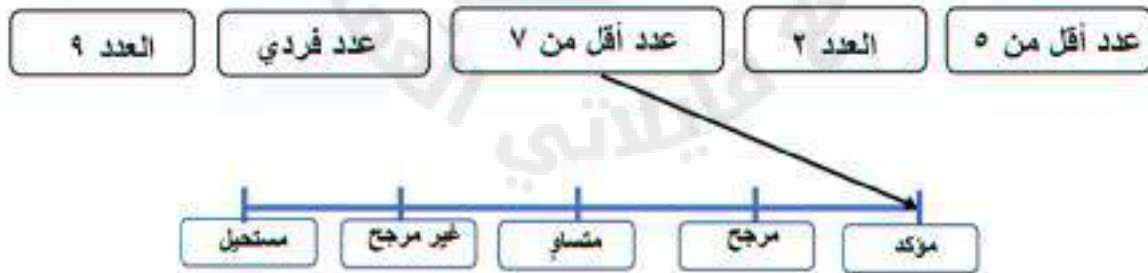 عدد أقل من ٥ العدد ٢ عدد أقل من ٧ عدد فردي العدد ٩
مؤكد مرجح متساوٍ غير مرجح مستحيل